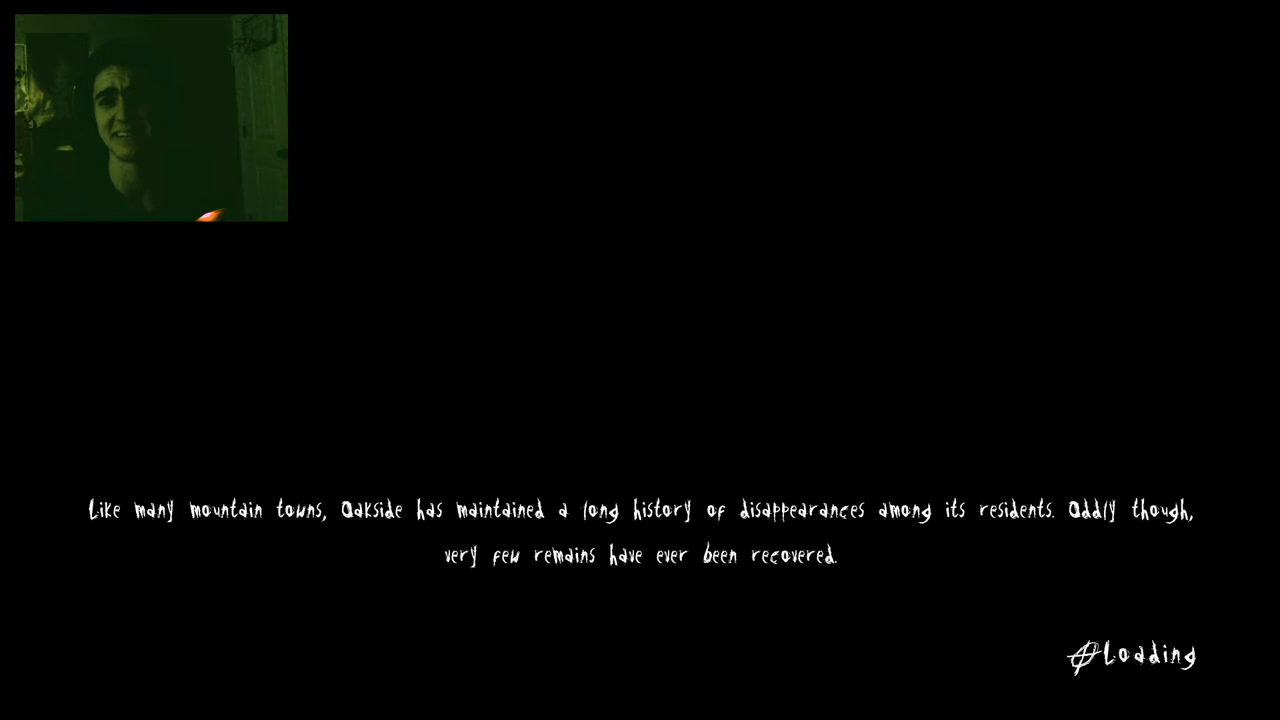 Like many mountain towns, Oakside has maintained a long history of disappearances among its residents. Oddly though,
very few remains have ever been recovered.
Loading